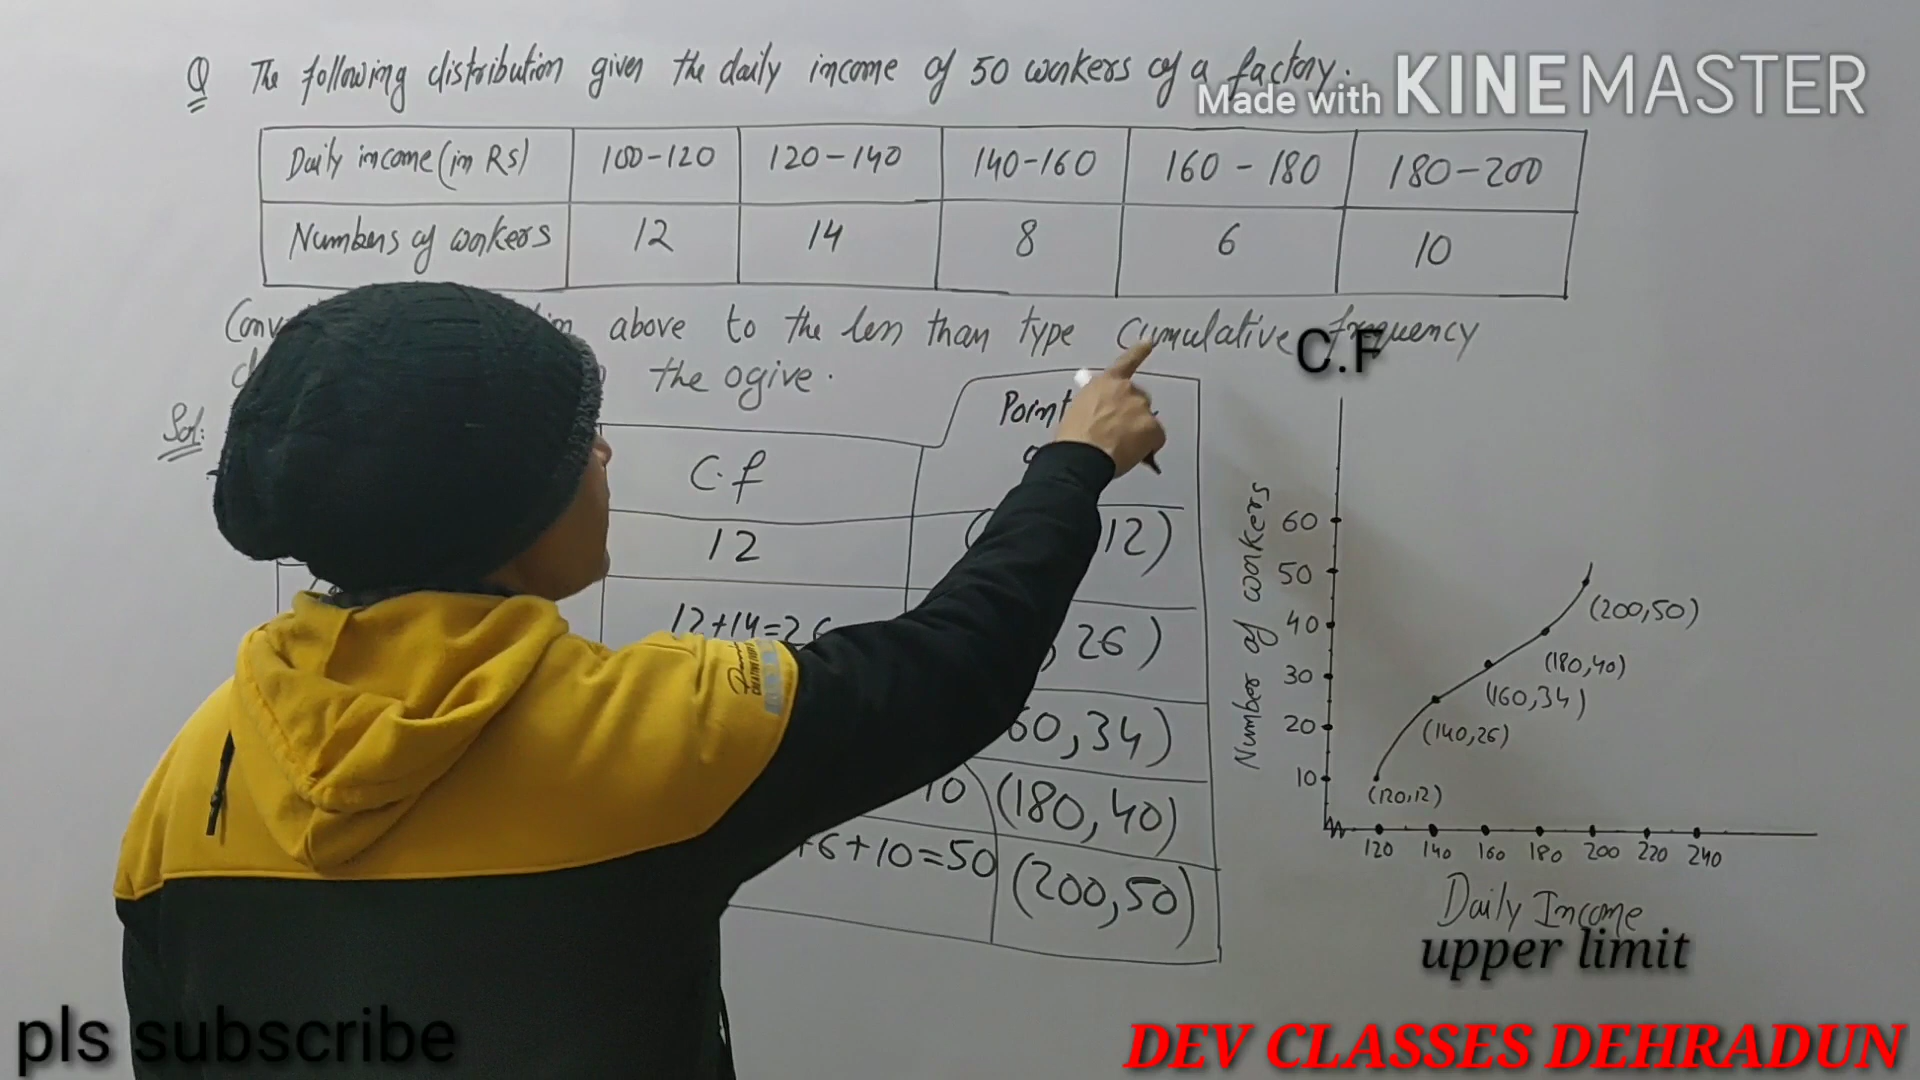 Q The following distribution given the daily income of 50 workers of a factory.
Made with KINEMASTER
Daily income (in Rs) 100-120 120-140 140-160 160-180 180-200
Numbers of workers 12 14 8 6 10
above to the less than type Cumulative frequency
C.F
the ogive.
Sol:
Point
C.f
12 12)
12+14=26 26)
60,34)
10 (180,40)
+6+10=50 (200,50)
Number of workers
60
50
40
30
20
10
(200,50)
(180,40)
(160,34)
(140,26)
(120,12)
120 140 160 180 200 220 240
Daily Income
upper limit
pls subscribe
DEV CLASSES DEHRADUN